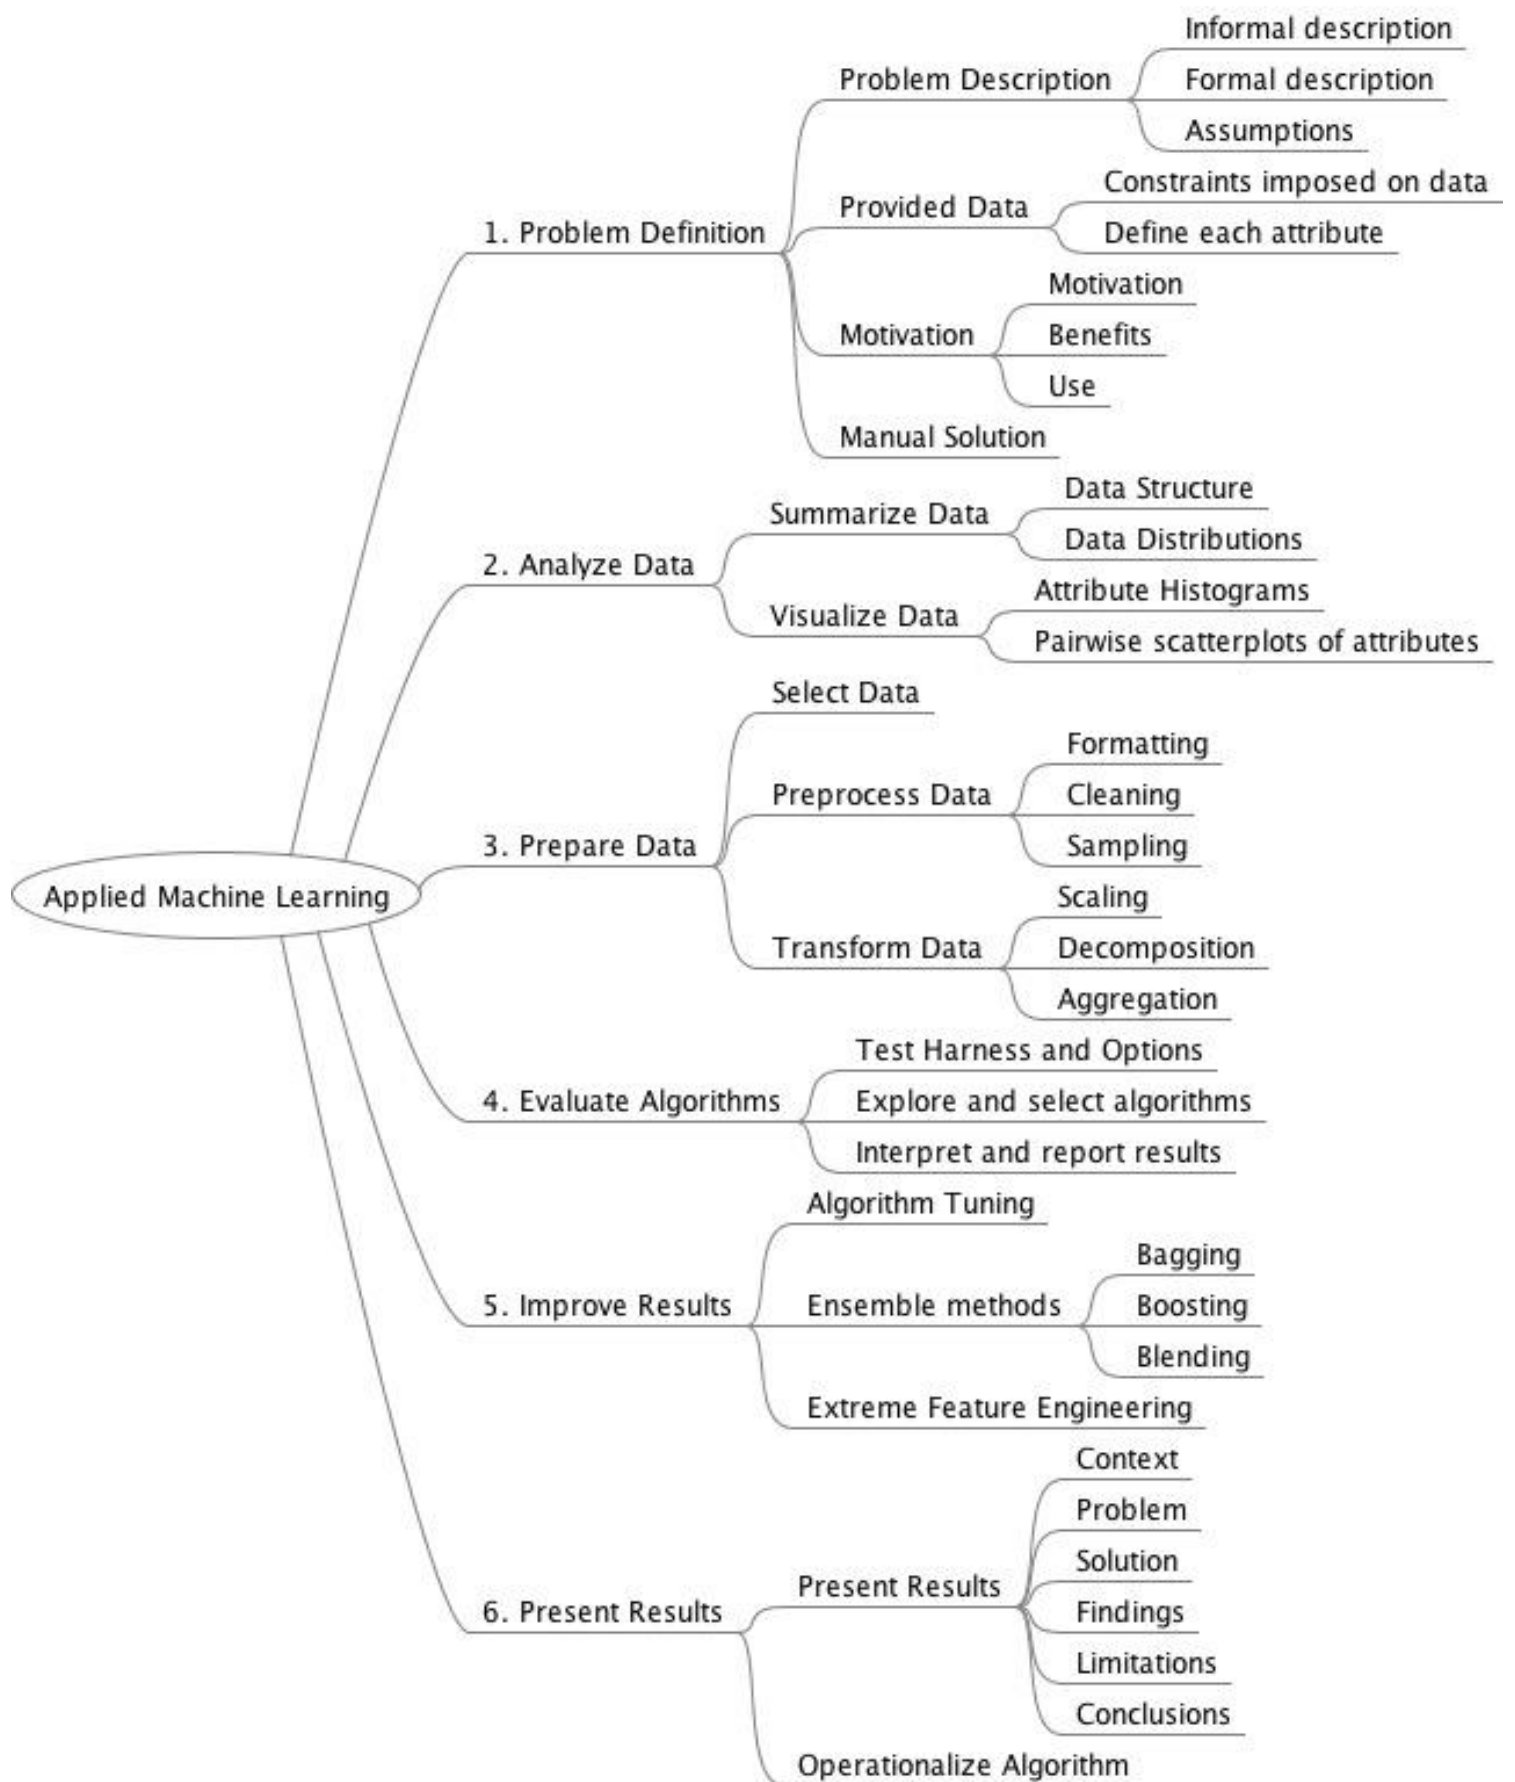 Applied Machine Learning
1. Problem Definition
Problem Description
Informal description
Formal description
Assumptions
Provided Data
Constraints imposed on data
Define each attribute
Motivation
Motivation
Benefits
Use
Manual Solution
2. Analyze Data
Summarize Data
Data Structure
Data Distributions
Visualize Data
Attribute Histograms
Pairwise scatterplots of attributes
3. Prepare Data
Select Data
Preprocess Data
Formatting
Cleaning
Sampling
Transform Data
Scaling
Decomposition
Aggregation
4. Evaluate Algorithms
Test Harness and Options
Explore and select algorithms
Interpret and report results
5. Improve Results
Algorithm Tuning
Ensemble methods
Bagging
Boosting
Blending
Extreme Feature Engineering
6. Present Results
Present Results
Context
Problem
Solution
Findings
Limitations
Conclusions
Operationalize Algorithm